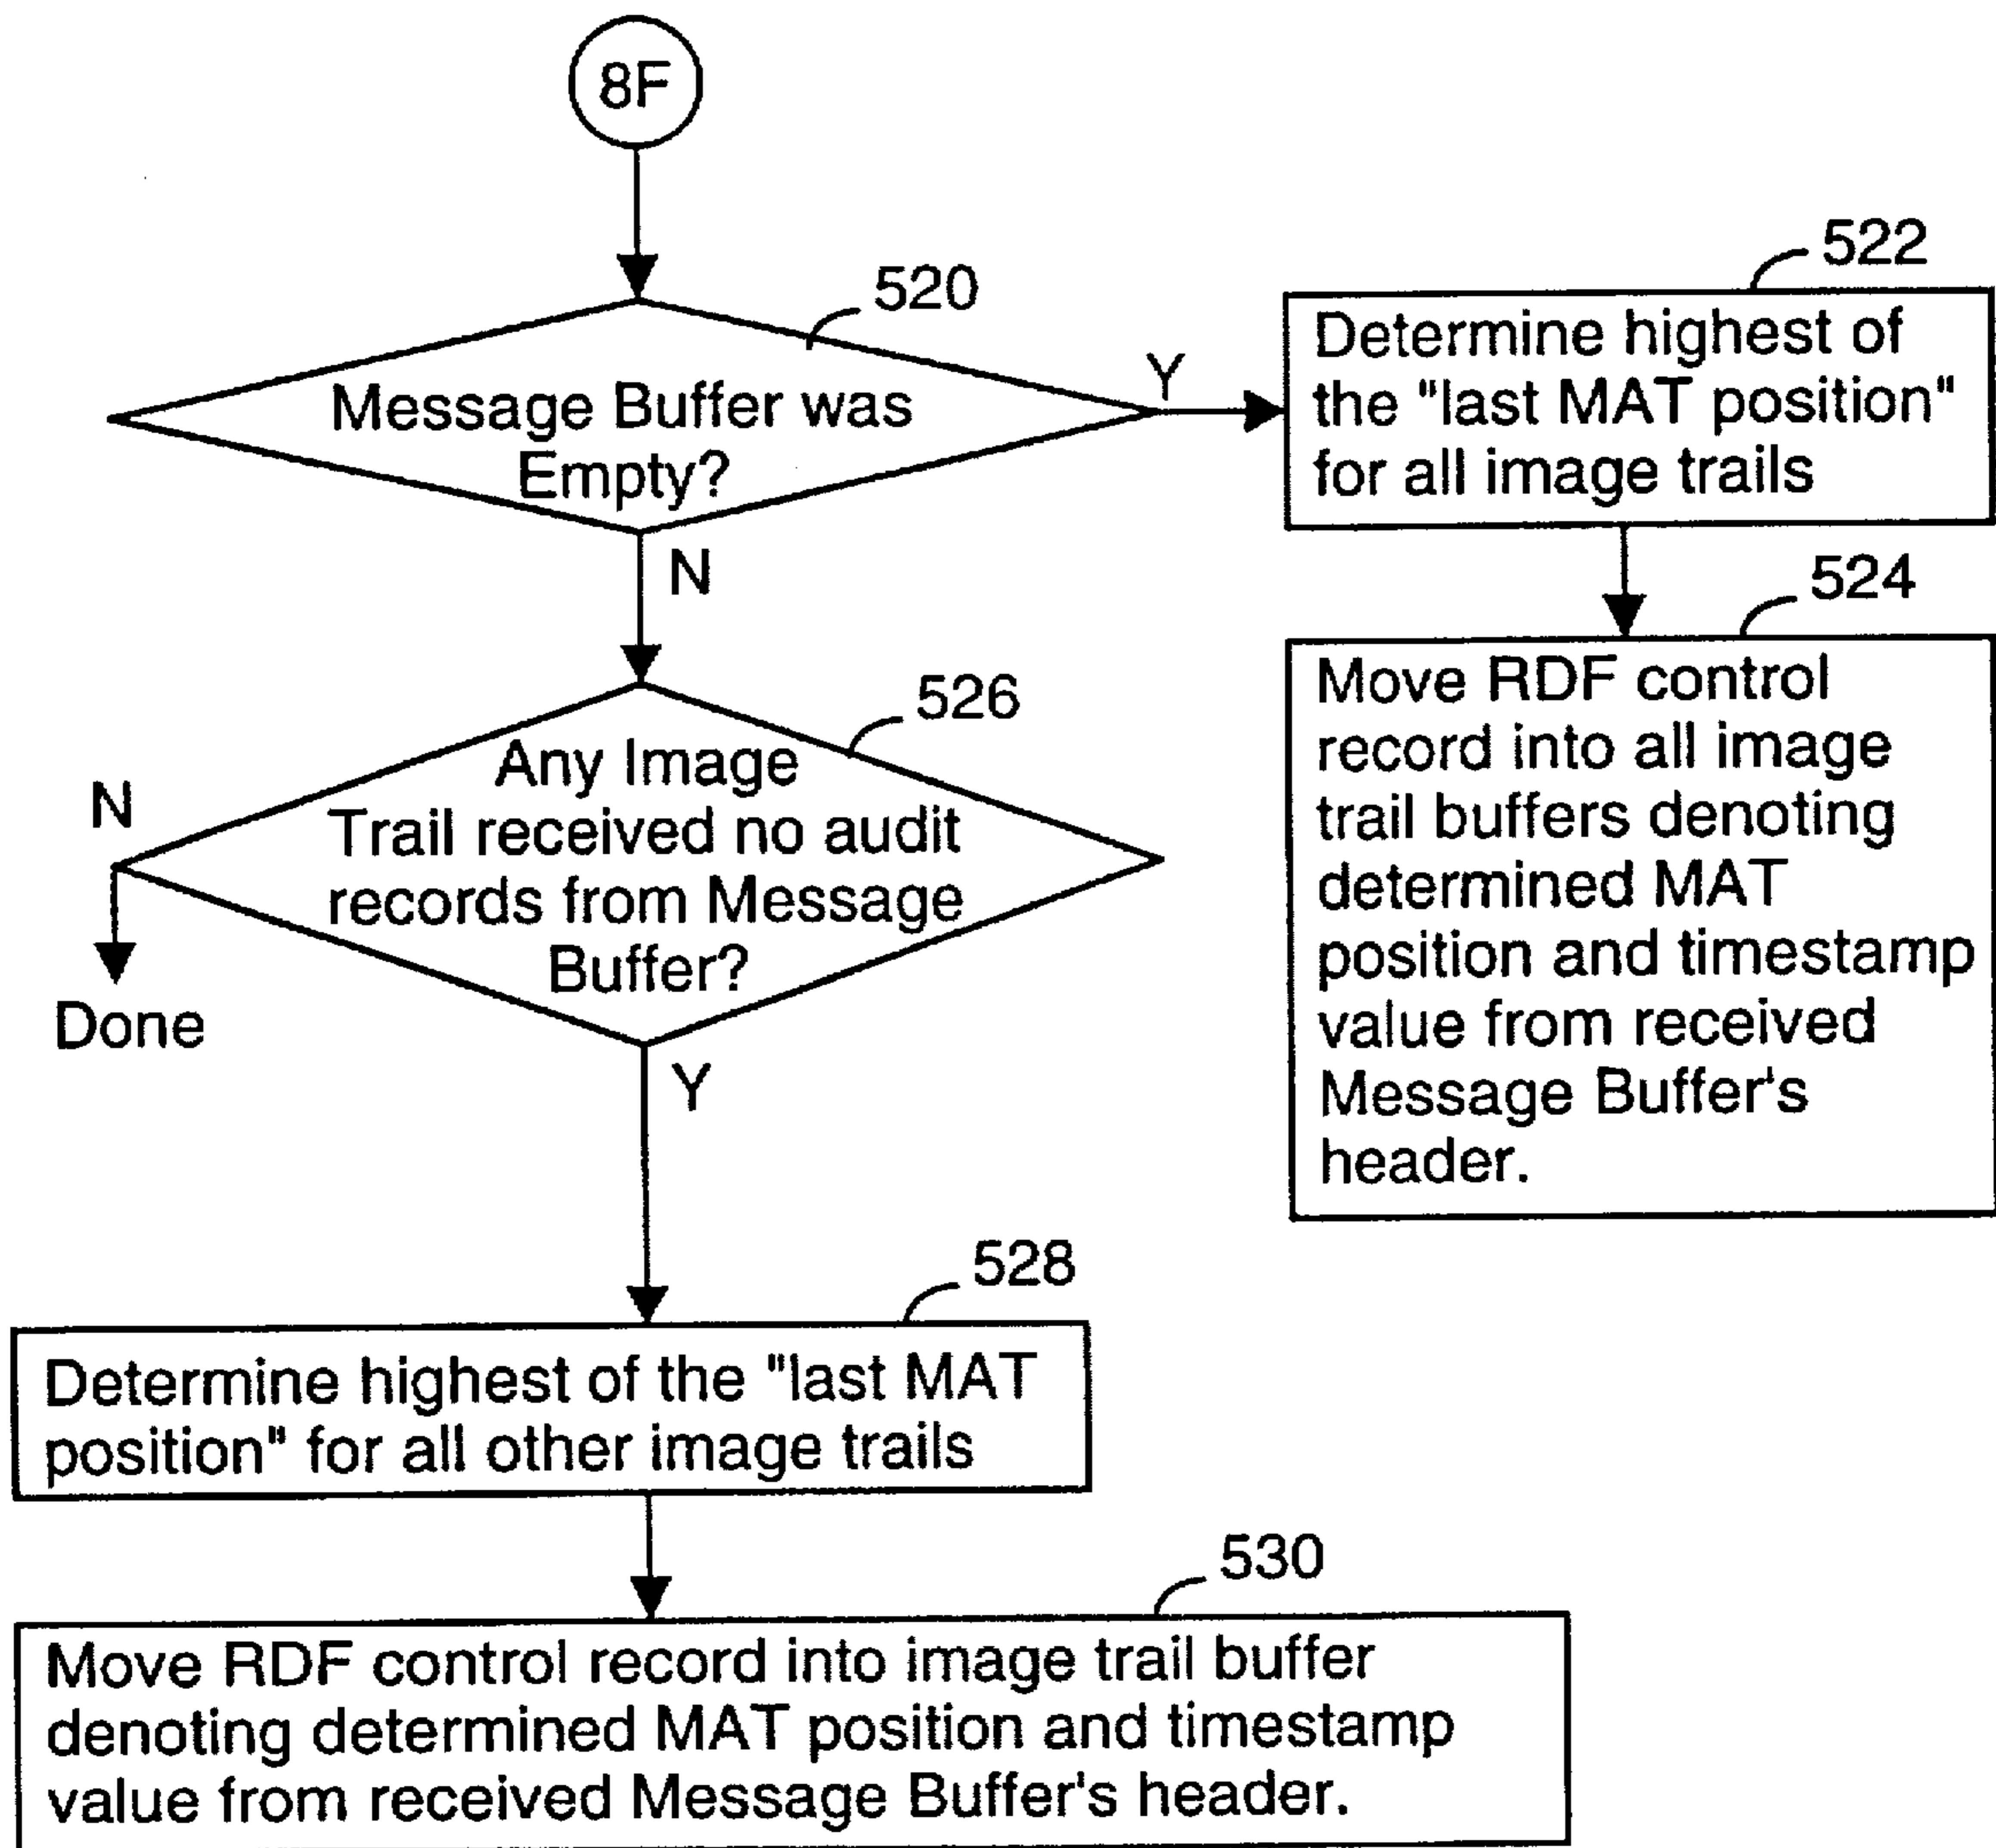 8F
520
Message Buffer was
Empty?
Y
N
522
Determine highest of
the "last MAT position"
for all image trails
524
Move RDF control
record into all image
trail buffers denoting
determined MAT
position and timestamp
value from received
Message Buffer's
header.
526
Any Image
Trail received no audit
records from Message
Buffer?
N
Done
Y
528
Determine highest of the "last MAT
position" for all other image trails
530
Move RDF control record into image trail buffer
denoting determined MAT position and timestamp
value from received Message Buffer's header.